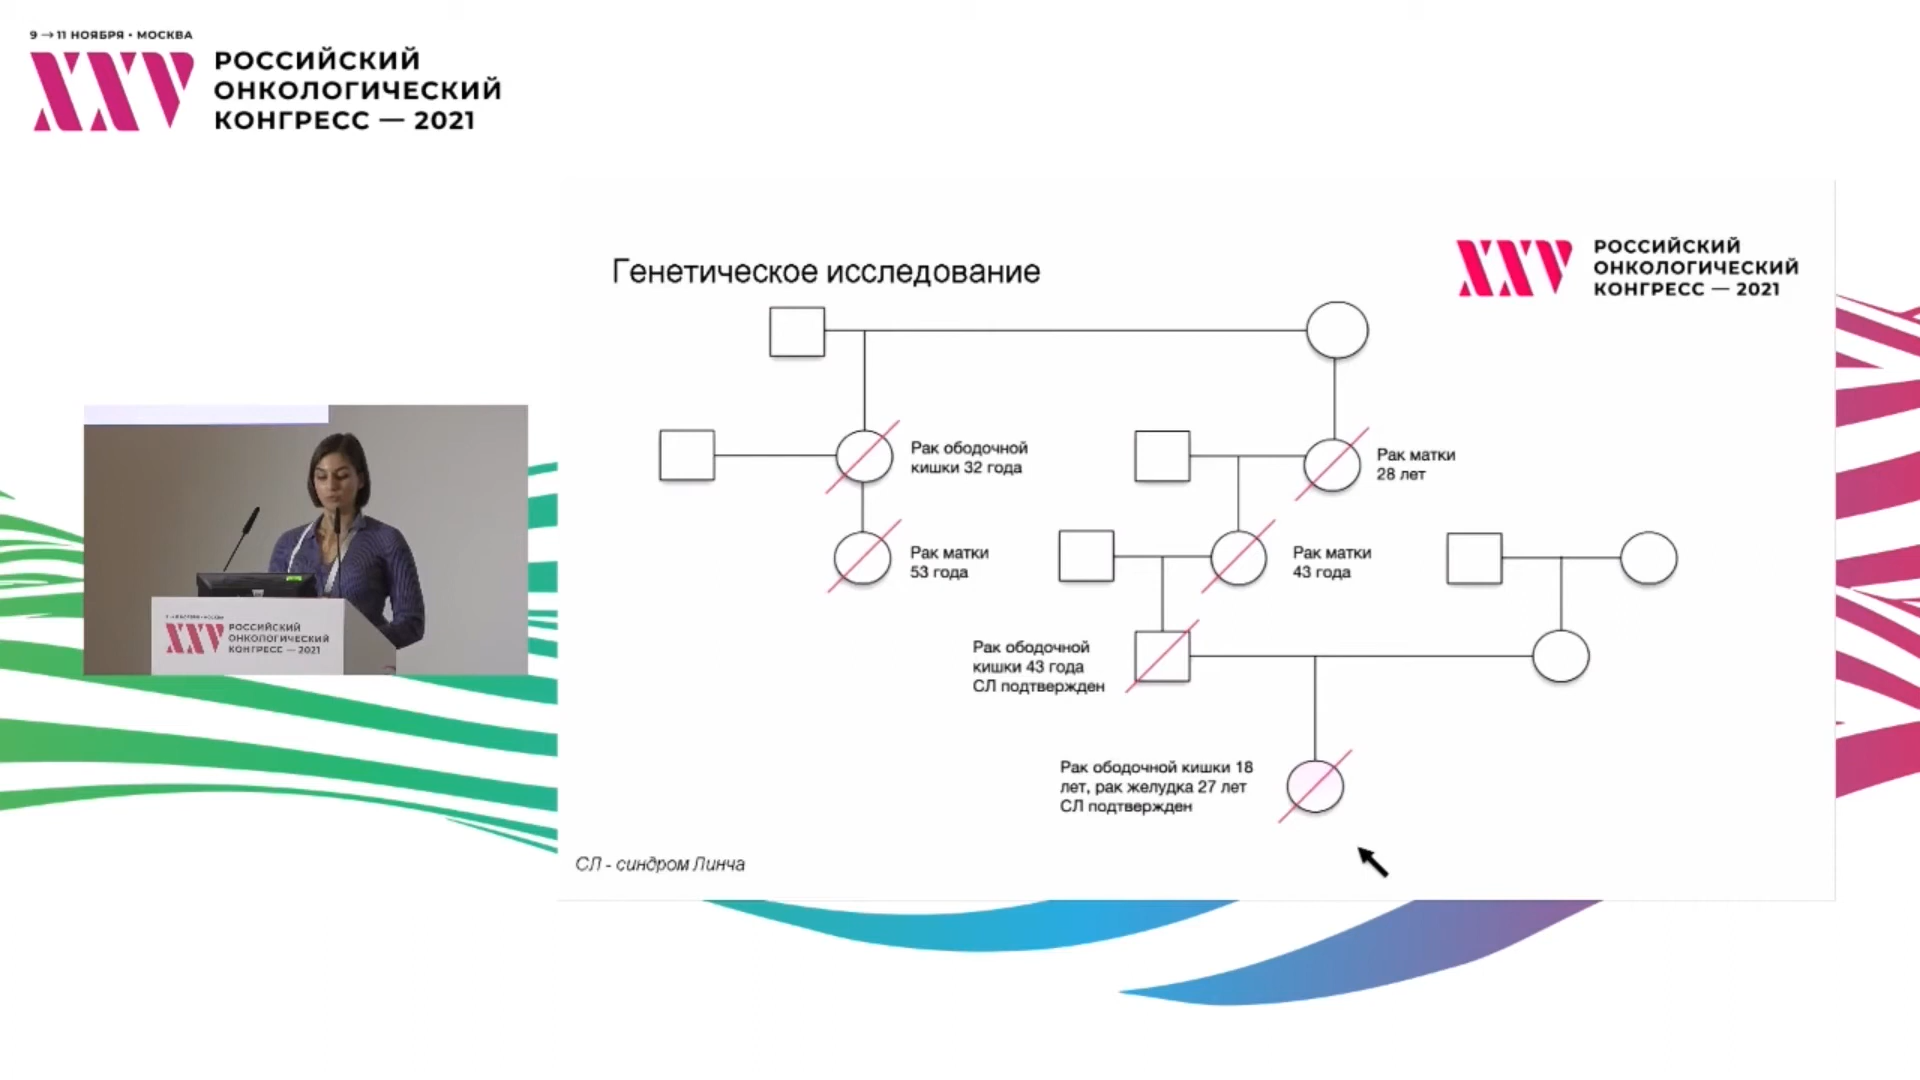 9 → 11 НОЯБРЯ • МОСКВА
XXV
РОССИЙСКИЙ
ОНКОЛОГИЧЕСКИЙ
КОНГРЕСС — 2021
Генетическое исследование
XXV
РОССИЙСКИЙ
ОНКОЛОГИЧЕСКИЙ
КОНГРЕСС — 2021
Рак ободочной
кишки 32 года
Рак матки
28 лет
Рак матки
53 года
Рак матки
43 года
Рак ободочной
кишки 43 года
СЛ подтвержден
Рак ободочной кишки 18
лет, рак желудка 27 лет
СЛ подтвержден
СЛ - синдром Линча
XXV
РОССИЙСКИЙ
ОНКОЛОГИЧЕСКИЙ
КОНГРЕСС — 2021